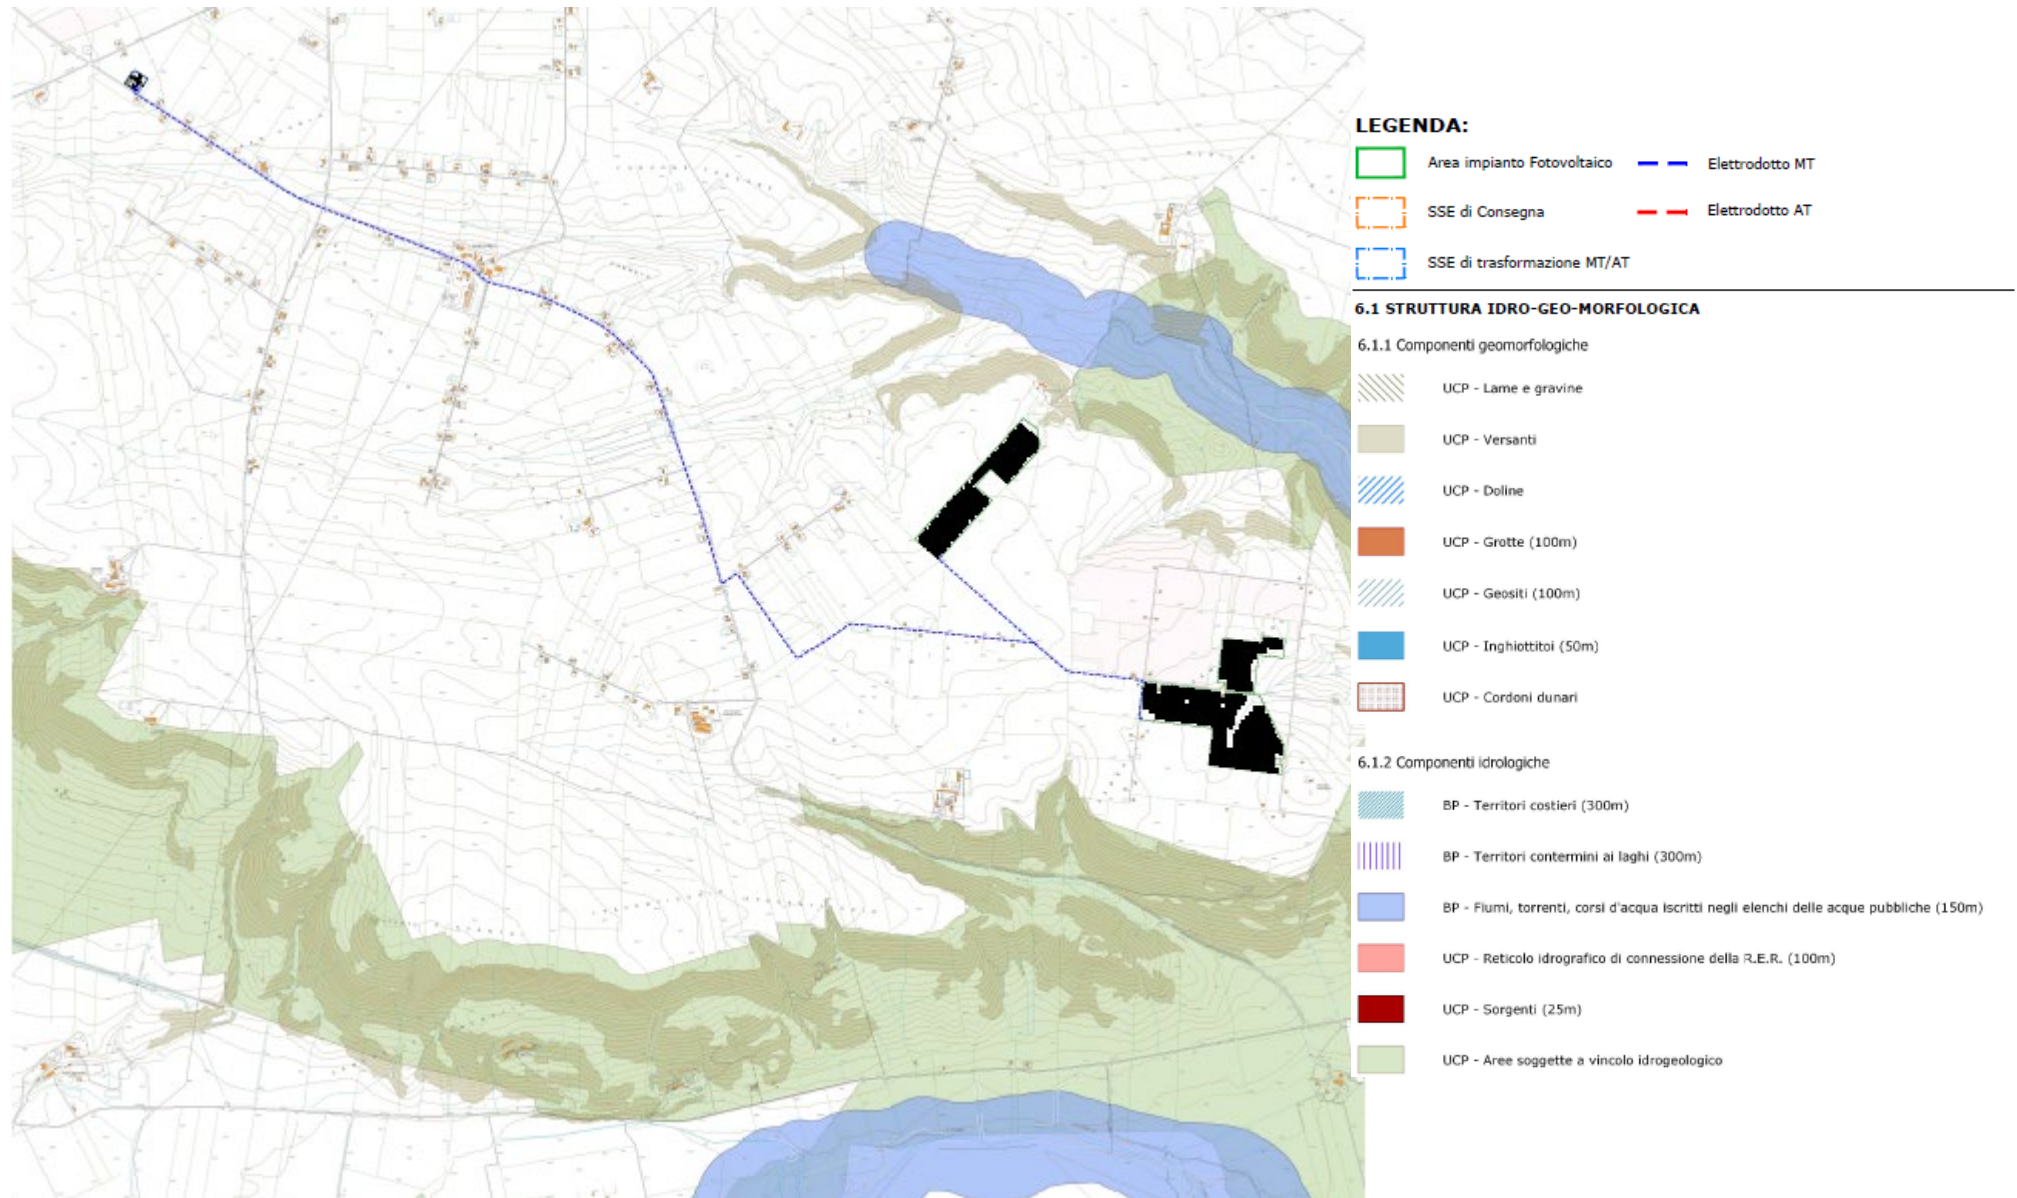 LEGENDA:
Area impianto Fotovoltaico
Elettrodotto MT
SSE di Consegna
Elettrodotto AT
SSE di trasformazione MT/AT
6.1 STRUTTURA IDRO-GEO-MORFOLOGICA
6.1.1 Componenti geomorfologiche
UCP - Lame e gravine
UCP - Versanti
UCP - Doline
UCP - Grotte (100m)
UCP - Geositi (100m)
UCP - Inghiottitoi (50m)
UCP - Cordoni dunari
6.1.2 Componenti idrologiche
BP - Territori costieri (300m)
BP - Territori contermini ai laghi (300m)
BP - Fiumi, torrenti, corsi d'acqua iscritti negli elenchi delle acque pubbliche (150m)
UCP - Reticolo idrografico di connessione della R.E.R. (100m)
UCP - Sorgenti (25m)
UCP - Aree soggette a vincolo idrogeologico